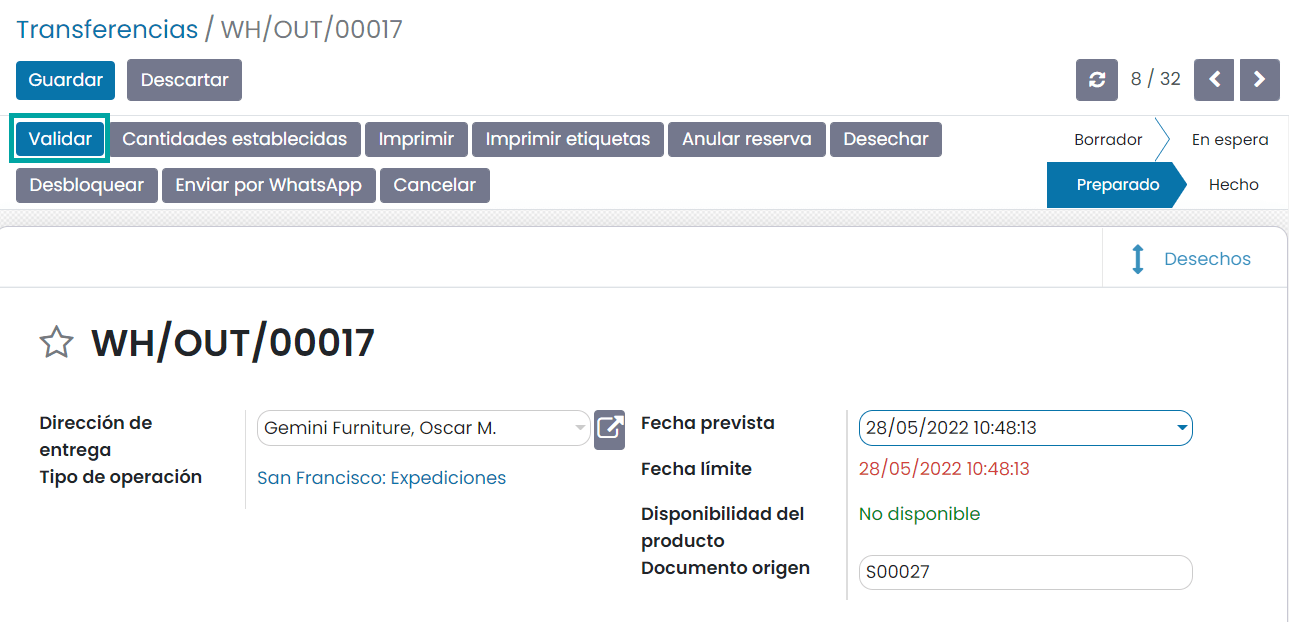 Transferencias / WH/OUT/00017
Guardar Descartar 8 / 32
Validar Cantidades establecidas Imprimir Imprimir etiquetas Anular reserva Desechar Borrador En espera
Desbloquear Enviar por WhatsApp Cancelar Preparado Hecho
Desechos
WH/OUT/00017
Dirección de entrega Gemini Furniture, Oscar M.
Tipo de operación San Francisco: Expediciones
Fecha prevista 28/05/2022 10:48:13
Fecha límite 28/05/2022 10:48:13
Disponibilidad del producto No disponible
Documento origen S00027